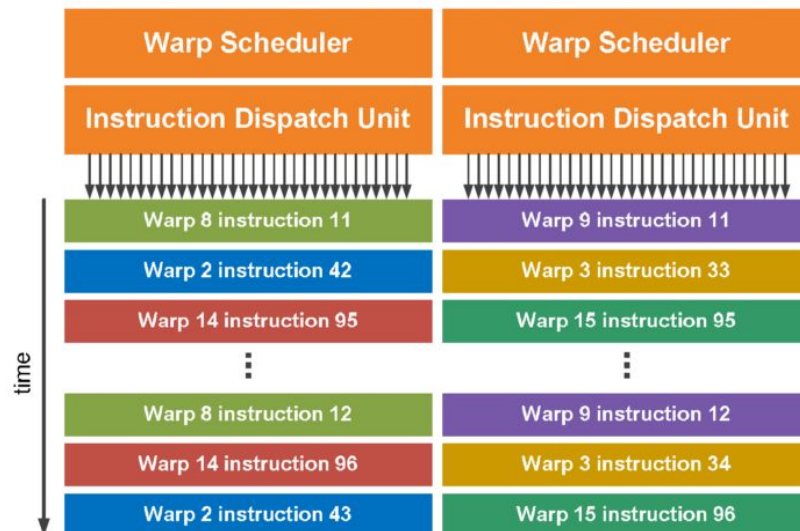 Warp Scheduler
Warp Scheduler
Instruction Dispatch Unit
Instruction Dispatch Unit
time
Warp 8 instruction 11
Warp 9 instruction 11
Warp 2 instruction 42
Warp 3 instruction 33
Warp 14 instruction 95
Warp 15 instruction 95
Warp 8 instruction 12
Warp 9 instruction 12
Warp 14 instruction 96
Warp 3 instruction 34
Warp 2 instruction 43
Warp 15 instruction 96